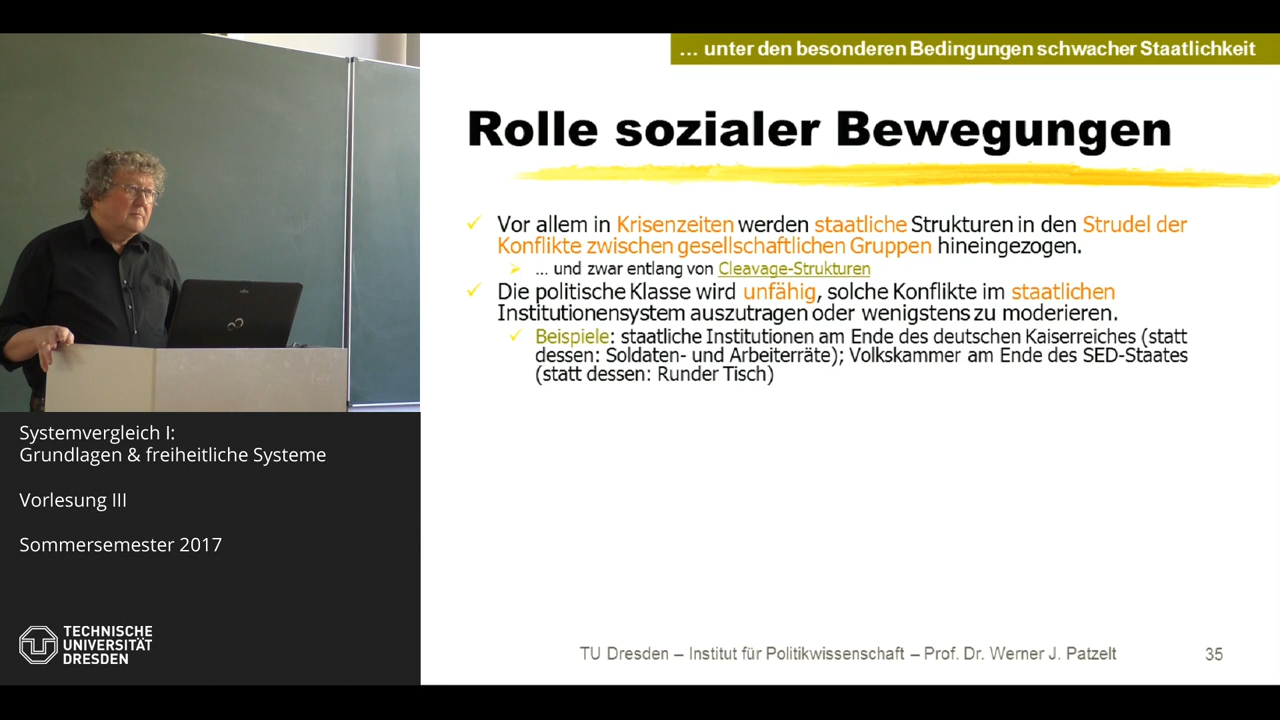 … unter den besonderen Bedingungen schwacher Staatlichkeit
Rolle sozialer Bewegungen
Vor allem in Krisenzeiten werden staatliche Strukturen in den Strudel der
Konflikte zwischen gesellschaftlichen Gruppen hineingezogen.
… und zwar entlang von Cleavage-Strukturen
Die politische Klasse wird unfähig, solche Konflikte im staatlichen
Institutionensystem auszutragen oder wenigstens zu moderieren.
Beispiele: staatliche Institutionen am Ende des deutschen Kaiserreiches (statt
dessen: Soldaten- und Arbeiterräte); Volkskammer am Ende des SED-Staates
(statt dessen: Runder Tisch)
Systemvergleich I:
Grundlagen & freiheitliche Systeme
Vorlesung III
Sommersemester 2017
TECHNISCHE
UNIVERSITÄT
DRESDEN
TU Dresden – Institut für Politikwissenschaft – Prof. Dr. Werner J. Patzelt
35